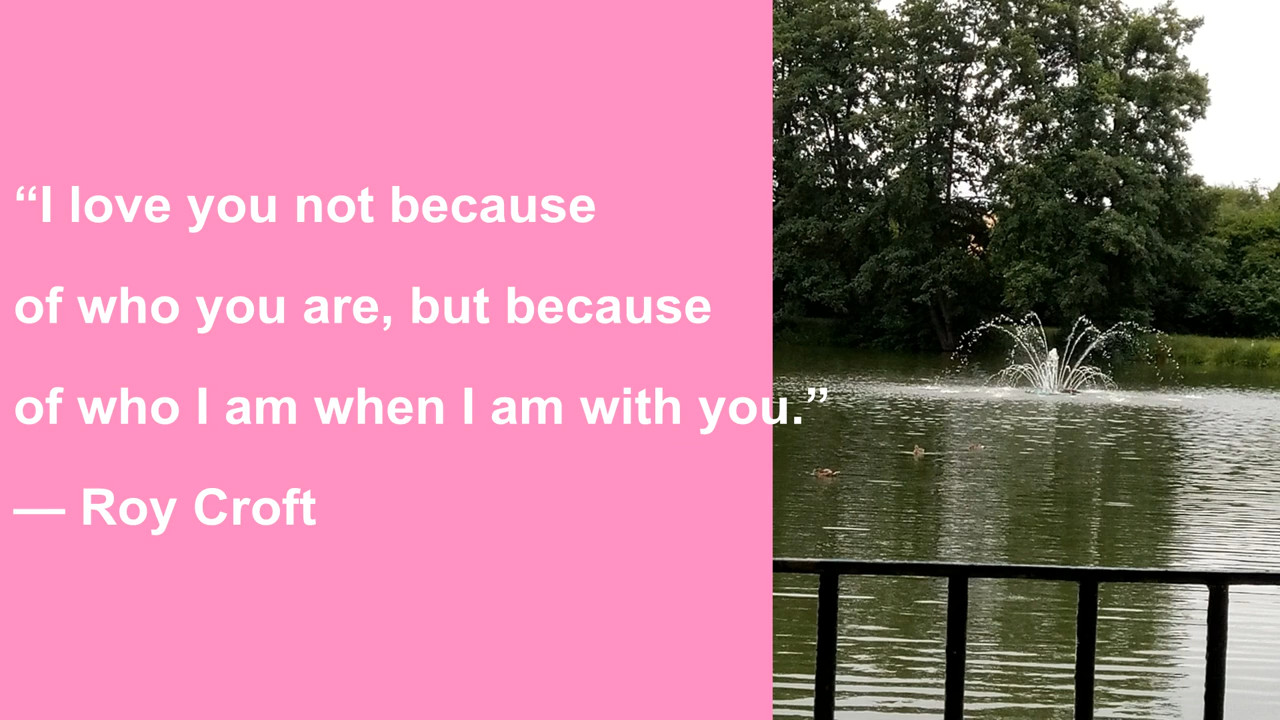 “I love you not because
of who you are, but because
of who I am when I am with you.”
— Roy Croft